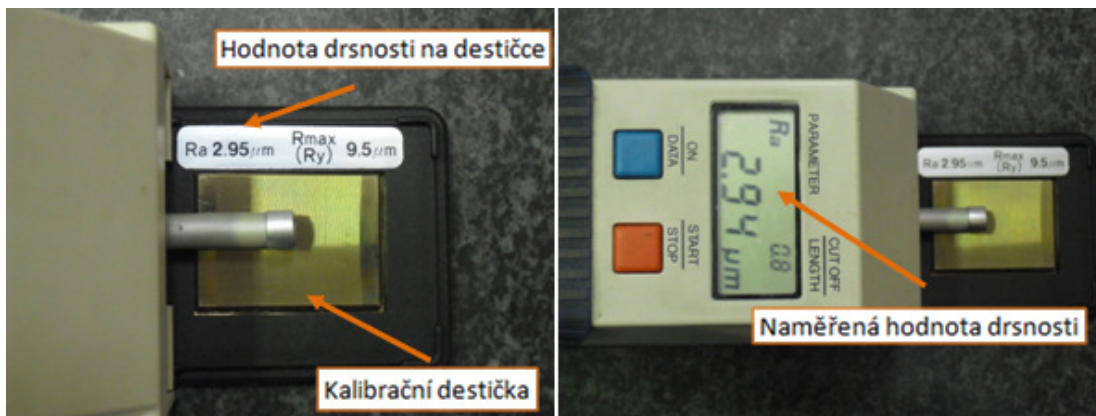 Hodnota drsnosti na destičce
Ra 2.95μm Rmax (Ry) 9.5μm
Kalibrační destička
PARAMETER
CUT OFF
LENGTH
Ra 0.8
2.94 μm
ON
DATA
START
STOP
Ra 2.95μm Rmax (Ry) 9.5μm
Naměřená hodnota drsnosti